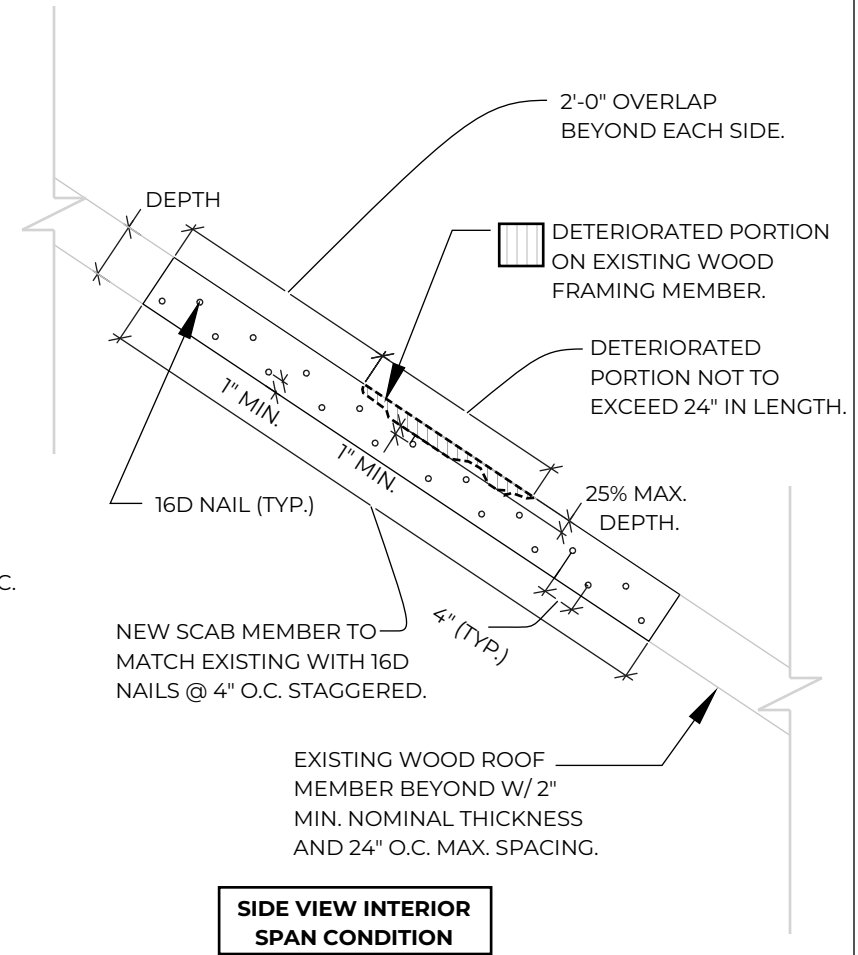 2'-0" OVERLAP
BEYOND EACH SIDE.
DEPTH
DETERIORATED PORTION
ON EXISTING WOOD
FRAMING MEMBER.
DETERIORATED
PORTION NOT TO
EXCEED 24" IN LENGTH.
1" MIN.
1" MIN.
16D NAIL (TYP.)
25% MAX.
DEPTH.
C.
4" (TYP.)
NEW SCAB MEMBER TO
MATCH EXISTING WITH 16D
NAILS @ 4" O.C. STAGGERED.
EXISTING WOOD ROOF
MEMBER BEYOND W/ 2"
MIN. NOMINAL THICKNESS
AND 24" O.C. MAX. SPACING.
SIDE VIEW INTERIOR
SPAN CONDITION